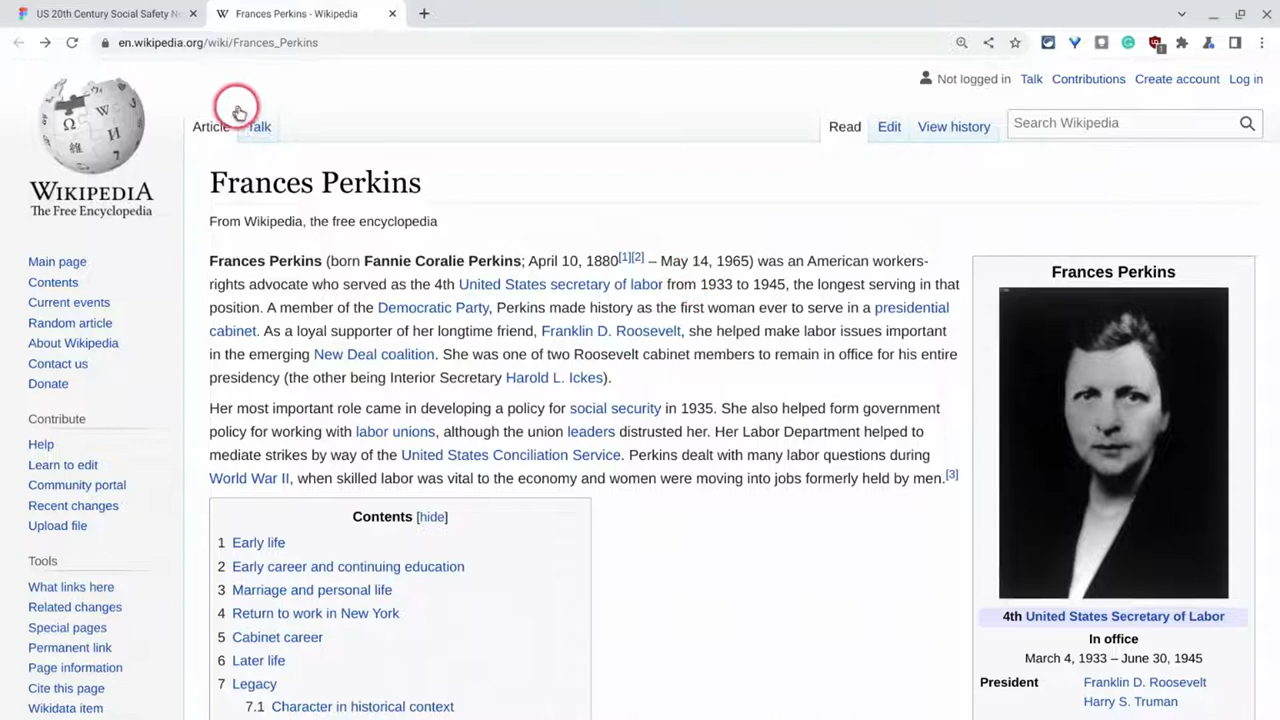 US 20th Century Social Safety N
Frances Perkins - Wikipedia
en.wikipedia.org/wiki/Frances_Perkins
Not logged in Talk Contributions Create account Log in
Article Talk
Read Edit View history
Search Wikipedia
WIKIPEDIA
The Free Encyclopedia
Main page
Contents
Current events
Random article
About Wikipedia
Contact us
Donate
Contribute
Help
Learn to edit
Community portal
Recent changes
Upload file
Tools
What links here
Related changes
Special pages
Permanent link
Page information
Cite this page
Wikidata item
Frances Perkins
From Wikipedia, the free encyclopedia
Frances Perkins (born Fannie Coralie Perkins; April 10, 1880[1][2] – May 14, 1965) was an American workers-
rights advocate who served as the 4th United States secretary of labor from 1933 to 1945, the longest serving in that
position. A member of the Democratic Party, Perkins made history as the first woman ever to serve in a presidential
cabinet. As a loyal supporter of her longtime friend, Franklin D. Roosevelt, she helped make labor issues important
in the emerging New Deal coalition. She was one of two Roosevelt cabinet members to remain in office for his entire
presidency (the other being Interior Secretary Harold L. Ickes).
Her most important role came in developing a policy for social security in 1935. She also helped form government
policy for working with labor unions, although the union leaders distrusted her. Her Labor Department helped to
mediate strikes by way of the United States Conciliation Service. Perkins dealt with many labor questions during
World War II, when skilled labor was vital to the economy and women were moving into jobs formerly held by men.[3]
Contents [hide]
1 Early life
2 Early career and continuing education
3 Marriage and personal life
4 Return to work in New York
5 Cabinet career
6 Later life
7 Legacy
7.1 Character in historical context
Frances Perkins
4th United States Secretary of Labor
In office
March 4, 1933 – June 30, 1945
President Franklin D. Roosevelt
Harry S. Truman